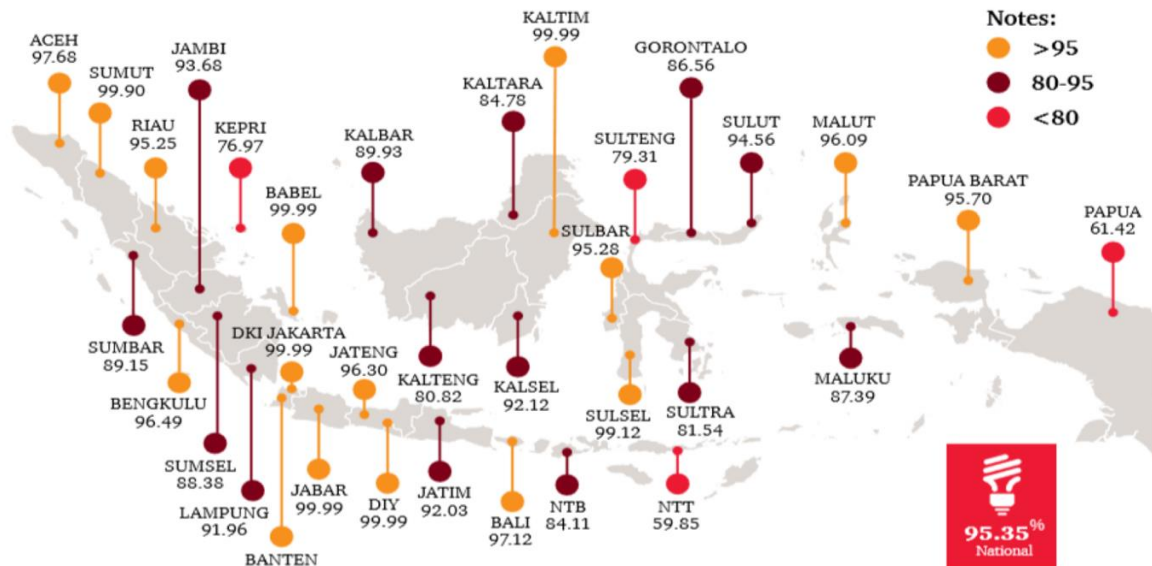 ACEH
97.68
SUMUT
99.90
RIAU
95.25
JAMBI
93.68
KEPRI
76.97
BABEL
99.99
KALBAR
89.93
KALTARA
84.78
KALTIM
99.99
GORONTALO
86.56
SULTENG
79.31
SULUT
94.56
MALUT
96.09
PAPUA BARAT
95.70
PAPUA
61.42
SULBAR
95.28
Notes:
>95
80-95
<80
SUMBAR
89.15
BENGKULU
96.49
SUMSEL
88.38
LAMPUNG
91.96
BANTEN
DKI JAKARTA
99.99
JATENG
96.30
JABAR
99.99
DIY
99.99
JATIM
92.03
BALI
97.12
NTB
84.11
NTT
59.85
KALTENG
80.82
KALSEL
92.12
SULSEL
99.12
SULTRA
81.54
MALUKU
87.39
95.35%
National